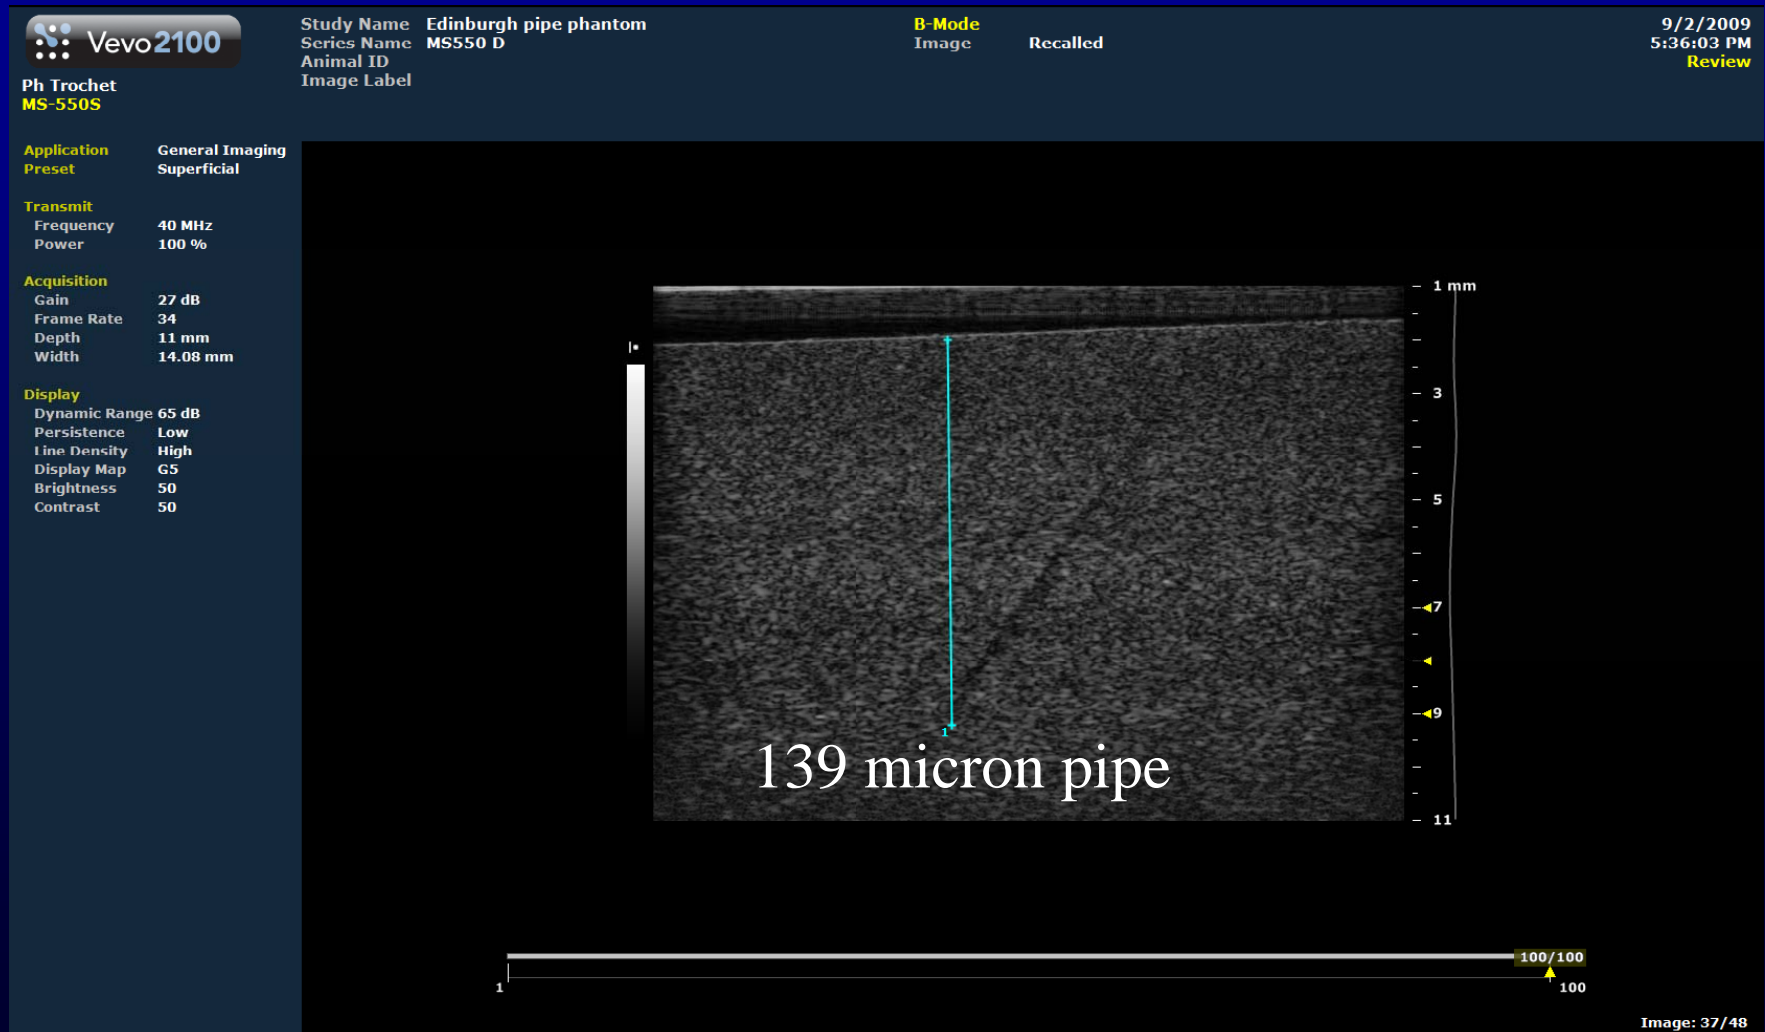 Vevo2100
Study Name Edinburgh pipe phantom
Series Name MS550 D
Animal ID
Image Label
B-Mode
Image Recalled
9/2/2009
5:36:03 PM
Review
Ph Trochet
MS-550S
Application General Imaging
Preset Superficial
Transmit
Frequency 40 MHz
Power 100 %
Acquisition
Gain 27 dB
Frame Rate 34
Depth 11 mm
Width 14.08 mm
Display
Dynamic Range 65 dB
Persistence Low
Line Density High
Display Map G5
Brightness 50
Contrast 50
1 mm
3
5
7
9
11
1
139 micron pipe
100/100
1
100
Image: 37/48